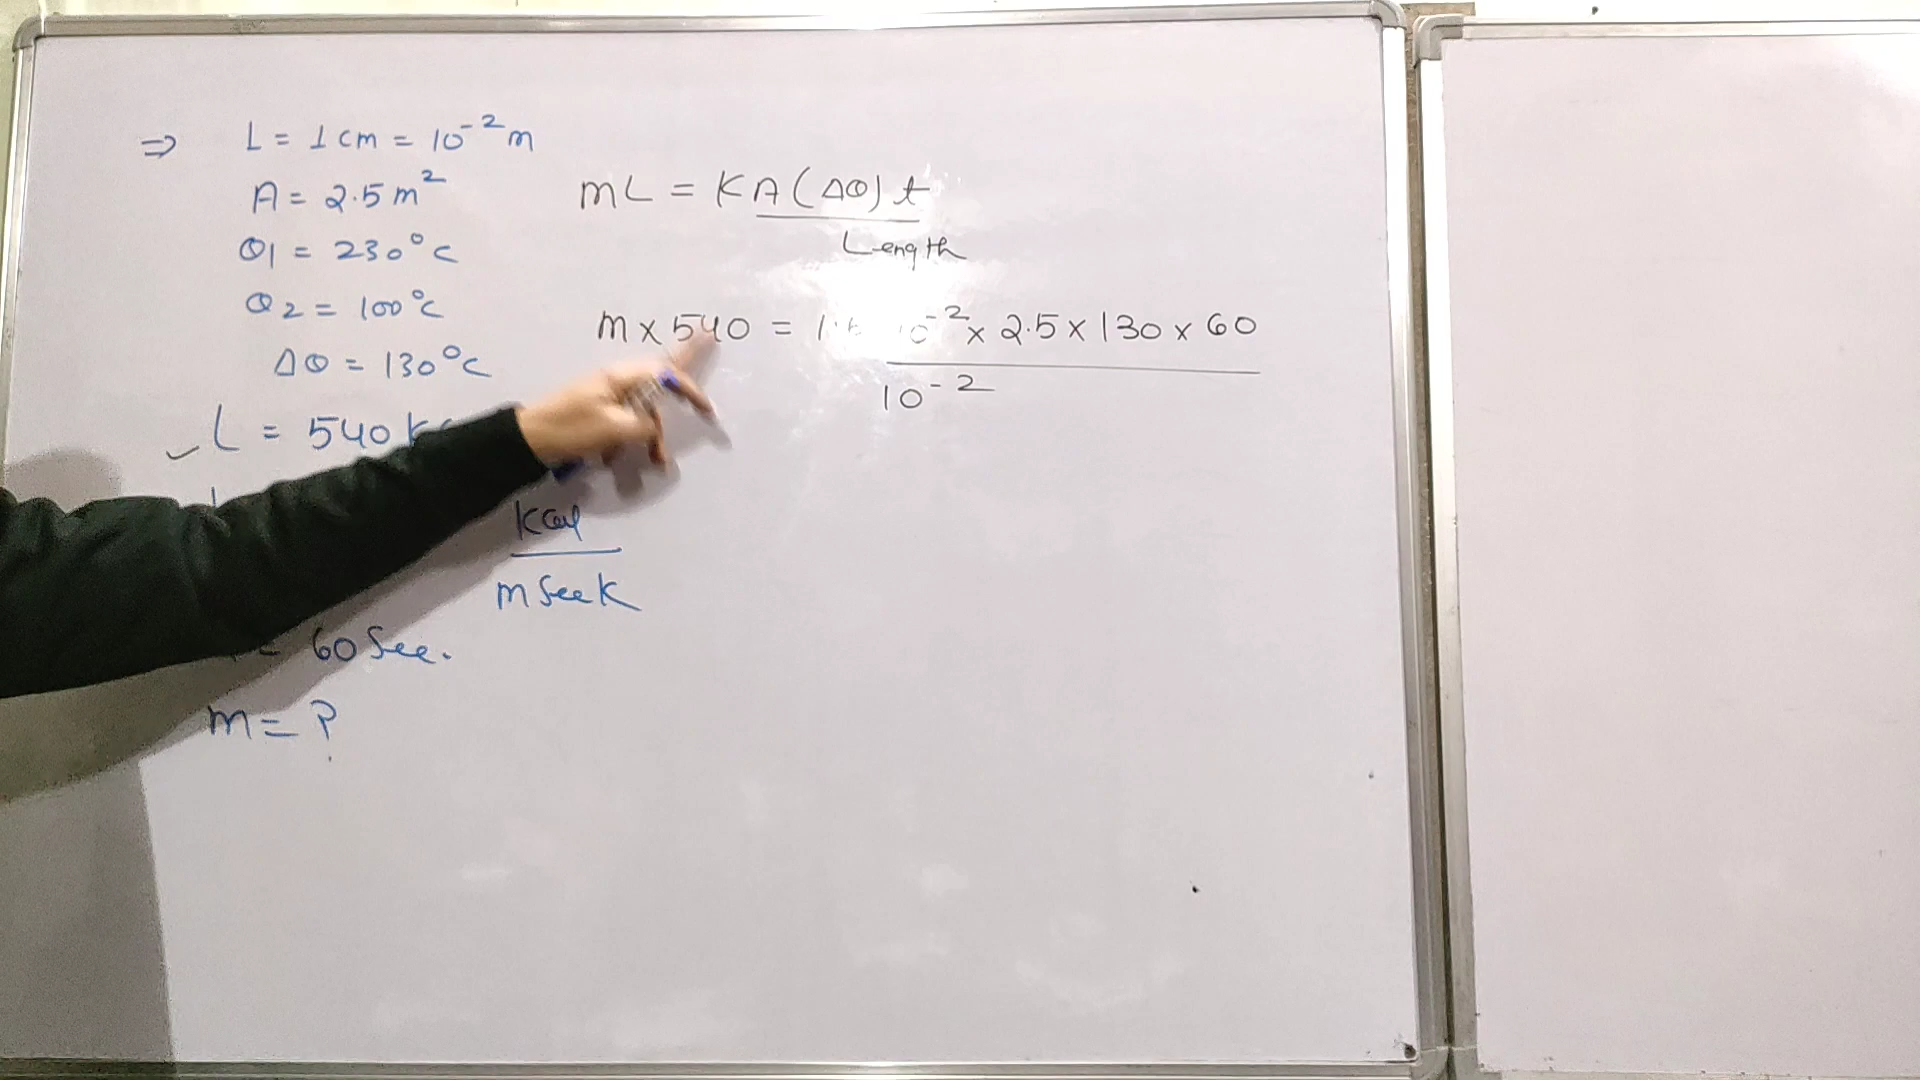 ⇒ L = 1 cm = 10⁻² m
A = 2.5 m²
θ1 = 230°C
θ2 = 100°C
Δθ = 130°C
✓ L = 540
Kcal
m Sec K
= 60 Sec.
m = ?
mL = KA(Δθ)t
Length
m x 540 = 10⁻² x 2.5 x 130 x 60
10⁻²